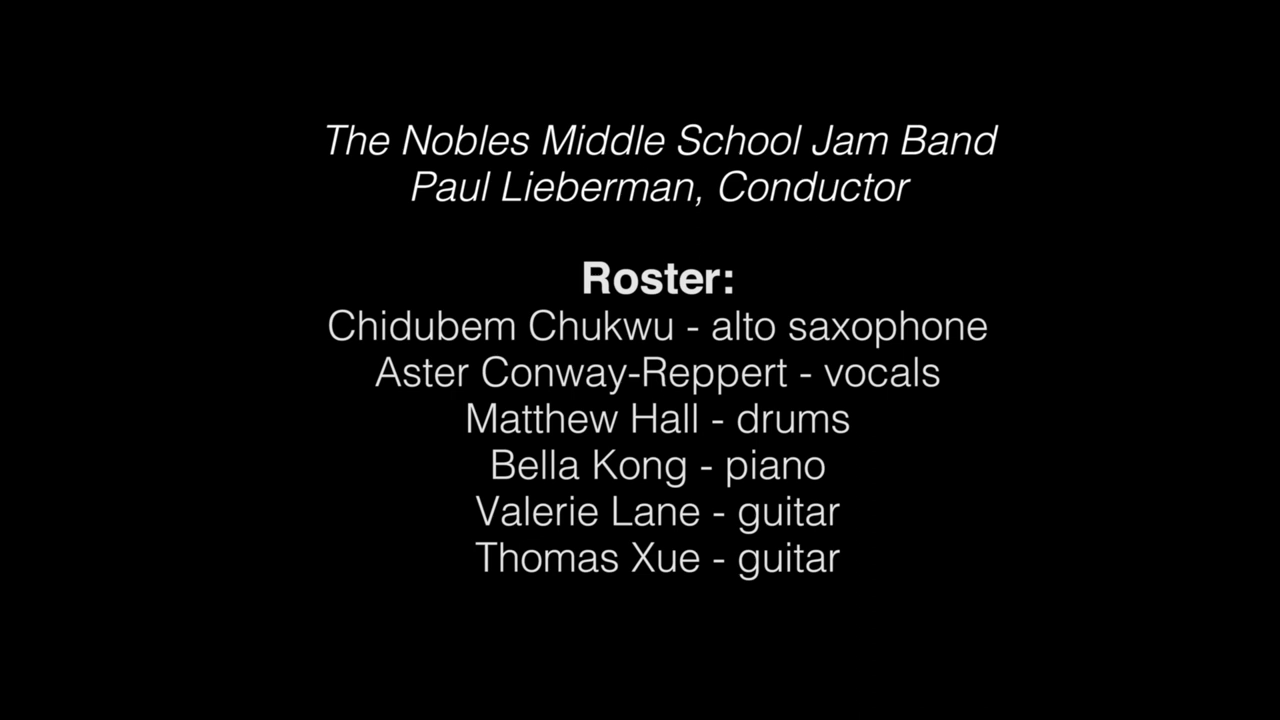 The Nobles Middle School Jam Band
Paul Lieberman, Conductor
Roster:
Chidubem Chukwu - alto saxophone
Aster Conway-Reppert - vocals
Matthew Hall - drums
Bella Kong - piano
Valerie Lane - guitar
Thomas Xue - guitar